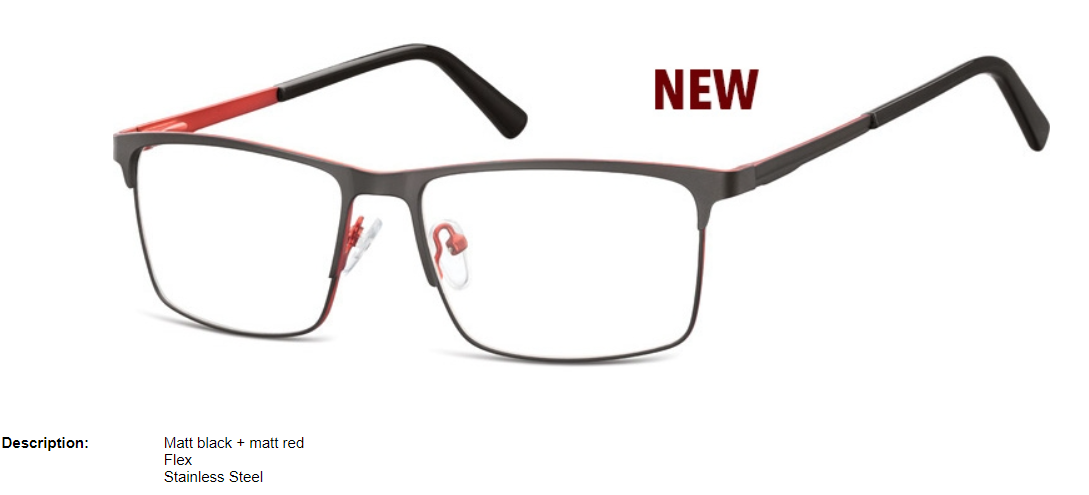 NEW
Description: Matt black + matt red
Flex
Stainless Steel